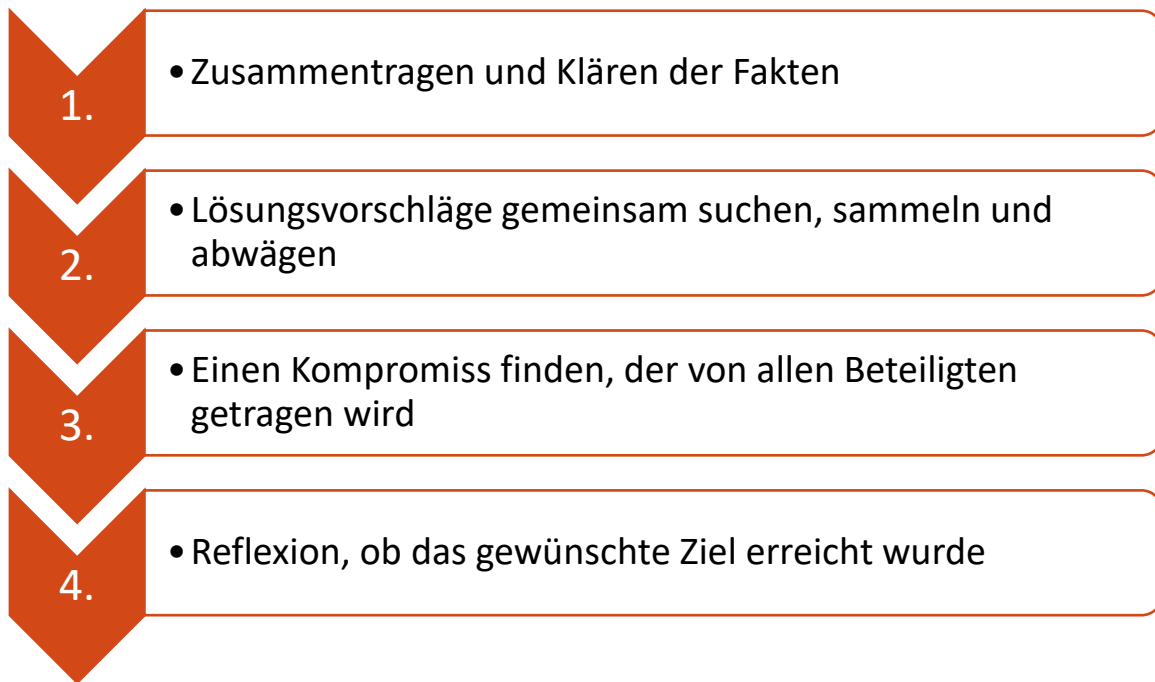 1.
• Zusammentragen und Klären der Fakten
2.
• Lösungsvorschläge gemeinsam suchen, sammeln und
abwägen
3.
• Einen Kompromiss finden, der von allen Beteiligten
getragen wird
4.
• Reflexion, ob das gewünschte Ziel erreicht wurde